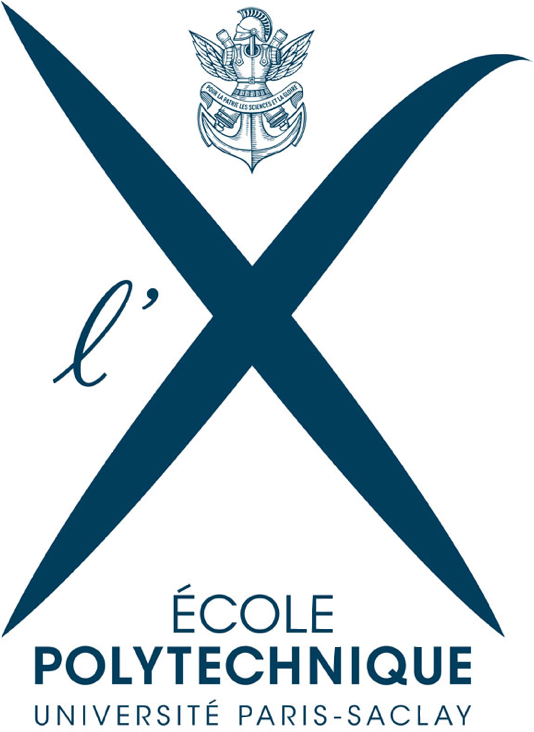 POUR LA PATRIE LES SCIENCES ET LA GLOIRE
l'X
ÉCOLE
POLYTECHNIQUE
UNIVERSITÉ PARIS-SACLAY